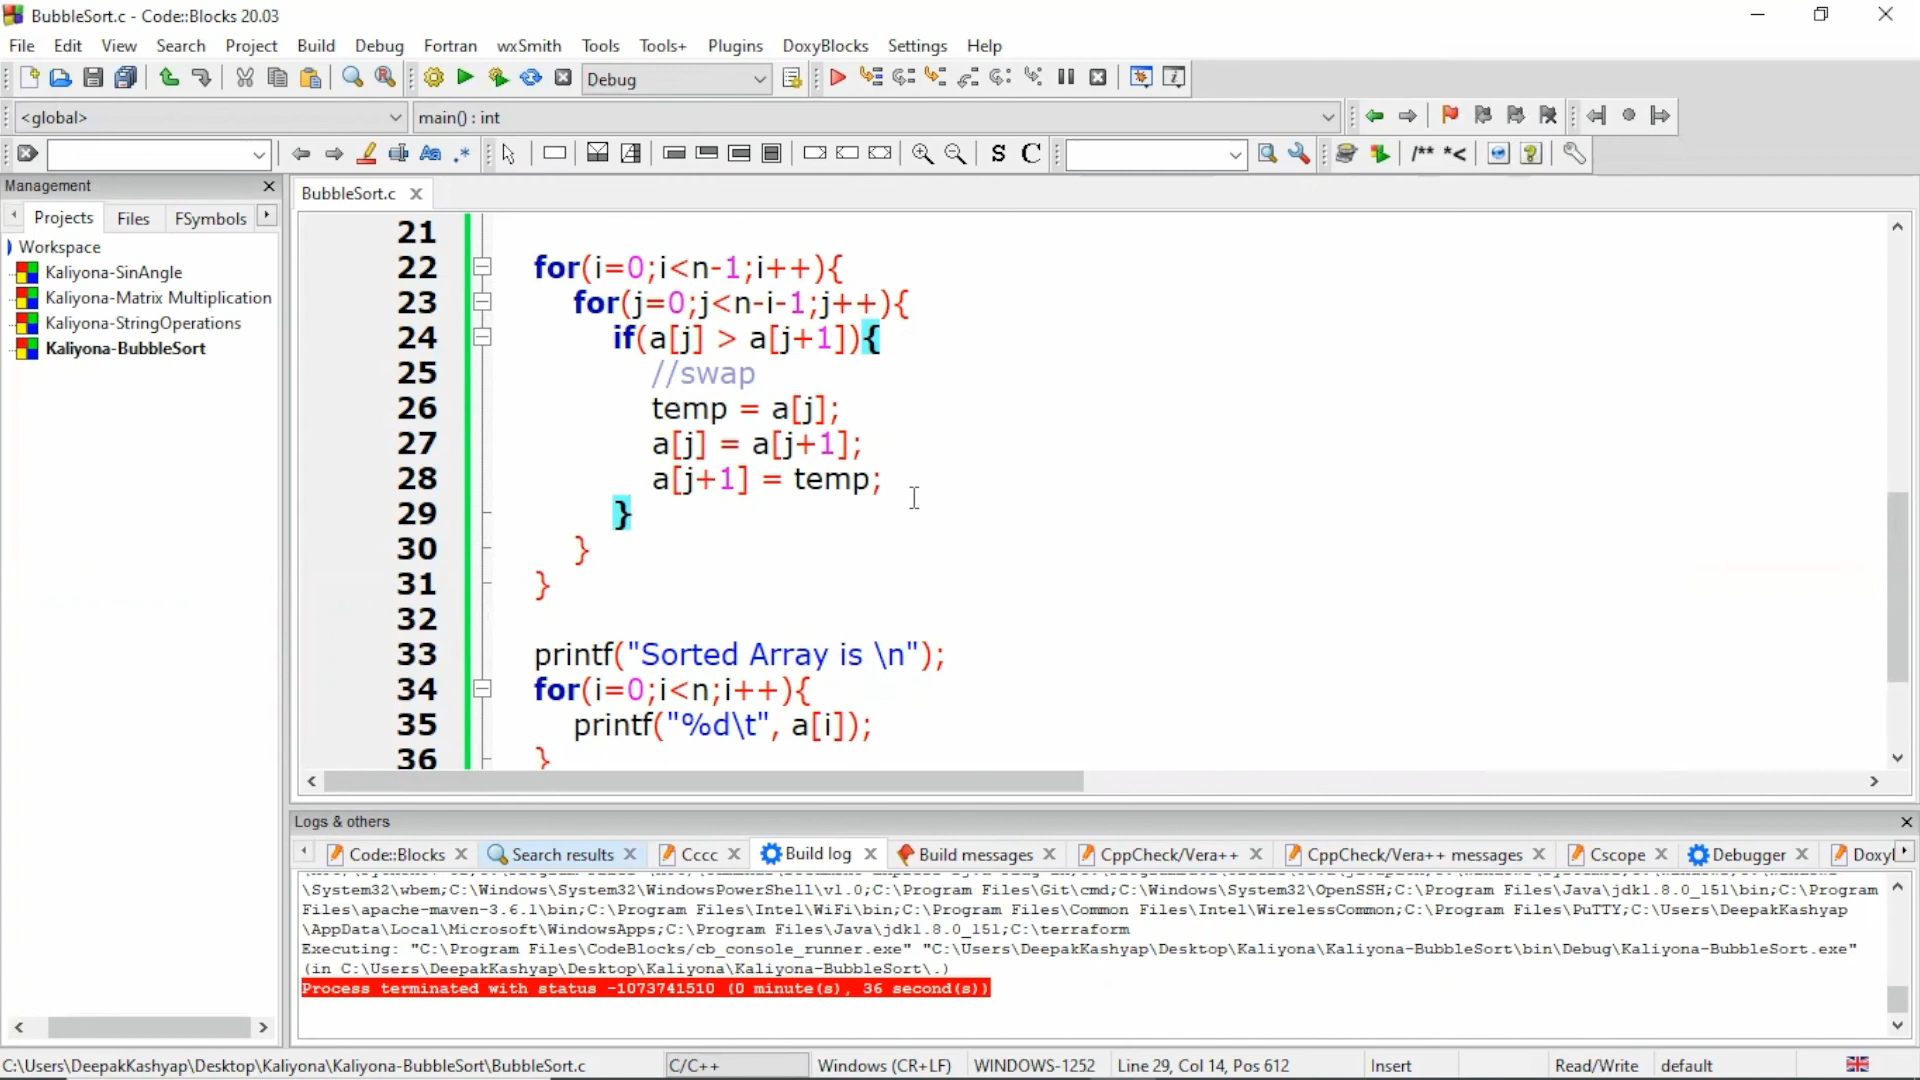 BubbleSort.c - Code::Blocks 20.03
File Edit View Search Project Build Debug Fortran wxSmith Tools Tools+ Plugins DoxyBlocks Settings Help
Debug
<global> main() : int
S C /** *<
Management
Projects Files FSymbols
Workspace
Kaliyona-SinAngle
Kaliyona-Matrix Multiplication
Kaliyona-StringOperations
Kaliyona-BubbleSort
BubbleSort.c
21
22 for(i=0;i<n-1;i++){
23 for(j=0;j<n-i-1;j++){
24 if(a[j] > a[j+1]){
25 //swap
26 temp = a[j];
27 a[j] = a[j+1];
28 a[j+1] = temp;
29 }
30 }
31 }
32
33 printf("Sorted Array is \n");
34 for(i=0;i<n;i++){
35 printf("%d\t", a[i]);
36 }
Logs & others
Code::Blocks Search results Cccc Build log Build messages CppCheck/Vera++ CppCheck/Vera++ messages Cscope Debugger Doxyl
\System32\wbem;C:\Windows\System32\WindowsPowerShell\v1.0;C:\Program Files\Git\cmd;C:\Windows\System32\OpenSSH;C:\Program Files\Java\jdk1.8.0_151\bin;C:\Program
Files\apache-maven-3.6.1\bin;C:\Program Files\Intel\WiFi\bin;C:\Program Files\Common Files\Intel\WirelessCommon;C:\Program Files\PuTTY;C:\Users\DeepakKashyap
\AppData\Local\Microsoft\WindowsApps;C:\Program Files\Java\jdk1.8.0_151;C:\terraform
Executing: "C:\Program Files\CodeBlocks/cb_console_runner.exe" "C:\Users\DeepakKashyap\Desktop\Kaliyona\Kaliyona-BubbleSort\bin\Debug\Kaliyona-BubbleSort.exe"
(in C:\Users\DeepakKashyap\Desktop\Kaliyona\Kaliyona-BubbleSort\.)
Process terminated with status -1073741510 (0 minute(s), 36 second(s))
C:\Users\DeepakKashyap\Desktop\Kaliyona\Kaliyona-BubbleSort\BubbleSort.c C/C++ Windows (CR+LF) WINDOWS-1252 Line 29, Col 14, Pos 612 Insert Read/Write default